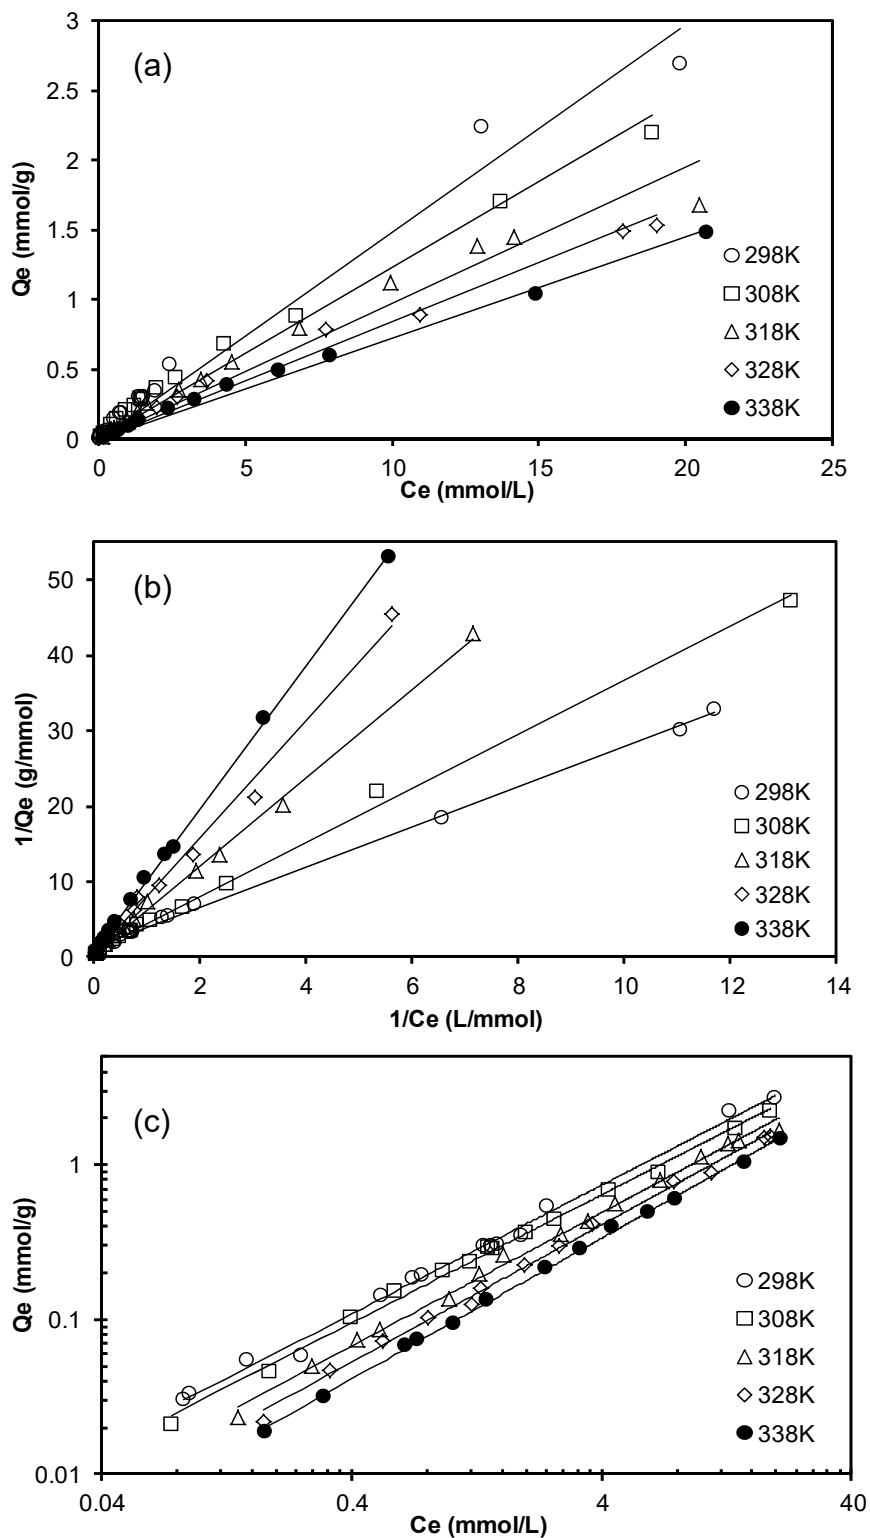 (a)
3
2.5
2
1.5
1
0.5
0
Qe (mmol/g)
298K
308K
318K
328K
338K
0 5 10 15 20 25
Ce (mmol/L)
(b)
50
40
30
20
10
0
1/Qe (g/mmol)
298K
308K
318K
328K
338K
0 2 4 6 8 10 12 14
1/Ce (L/mmol)
(c)
1
0.1
0.01
Qe (mmol/g)
298K
308K
318K
328K
338K
0.04 0.4 4 40
Ce (mmol/L)